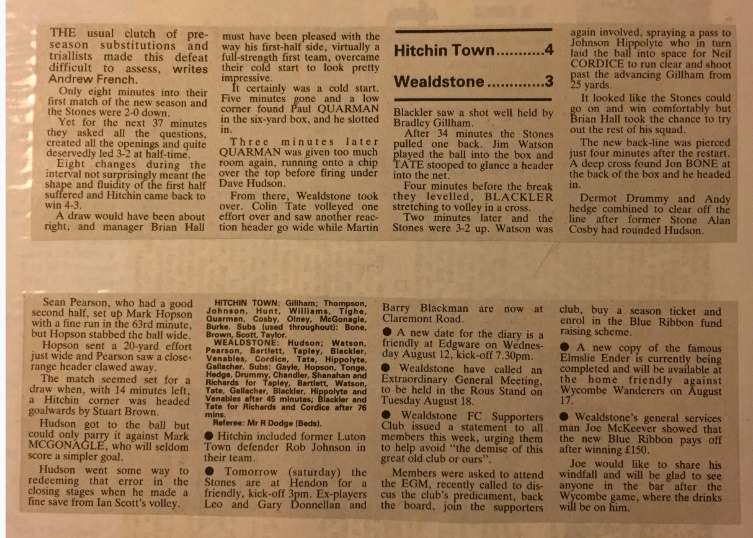 THE usual clutch of pre-
season substitutions and
triallists made this defeat
difficult to assess, writes
Andrew French.
Only eight minutes into their
first match of the new season and
the Stones were 2-0 down.
Yet for the next 37 minutes
they asked all the questions,
created all the openings and quite
deservedly led 3-2 at half-time.
Eight changes during the
interval not surprisingly meant the
shape and fluidity of the first half
suffered and Hitchin came back to
win 4-3.
A draw would have been about
right, and manager Brian Hall
must have been pleased with the
way his first-half side, virtually a
full-strength first team, overcame
their cold start to look pretty
impressive.
It certainly was a cold start.
Five minutes gone and a low
corner found Paul QUARMAN
in the six-yard box, and he slotted
in.
Three minutes later
QUARMAN was given too much
room again, running onto a chip
over the top before firing under
Dave Hudson.
From there, Wealdstone took
over. Colin Tate volleyed one
effort over and saw another reac-
tion header go wide while Martin
Hitchin Town...........4
Wealdstone.............3
Blackler saw a shot well held by
Bradley Gillham.
After 34 minutes the Stones
pulled one back. Jim Watson
played the ball into the box and
TATE stooped to glance a header
into the net.
Four minutes before the break
they levelled, BLACKLER
stretching to volley in a cross.
Two minutes later and the
Stones were 3-2 up. Watson was
again involved, spraying a pass to
Johnson Hippolyte who in turn
laid the ball into space for Neil
CORDICE to run clear and shoot
past the advancing Gillham from
25 yards.
It looked like the Stones could
go on and win comfortably but
Brian Hall took the chance to try
out the rest of his squad.
The new back-line was pierced
just four minutes after the restart.
A deep cross found Jon BONE at
the back of the box and he headed
in.
Dermot Drummy and Andy
hedge combined to clear off the
line after former Stone Alan
Cosby had rounded Hudson.
Sean Pearson, who had a good
second half, set up Mark Hopson
with a fine run in the 63rd minute,
but Hopson stabbed the ball wide.
Hopson sent a 20-yard effort
just wide and Pearson saw a close-
range header clawed away.
The match seemed set for a
draw when, with 14 minutes left,
a Hitchin corner was headed
goalwards by Stuart Brown.
Hudson got to the ball but
could only parry it against Mark
MCGONAGLE, who will seldom
score a simpler goal.
Hudson went some way to
redeeming that error in the
closing stages when he made a
fine save from Ian Scott's volley.
HITCHIN TOWN: Gillham; Thompson,
Johnson, Hunt, Williams, Tighe,
Quarman, Cosby, Olney, McGonagle,
Burke. Subs (used throughout): Bone,
Brown, Scott, Taylor.
WEALDSTONE: Hudson; Watson,
Pearson, Bartlett, Tapley, Blackler,
Venables, Cordice, Tate, Hippolyte,
Gallacher. Subs: Gayle, Hopson, Tonge,
Hedge, Drummy, Chandler, Shanahan and
Richards for Tapley, Bartlett, Watson,
Tate, Gallacher, Blackler, Hippolyte and
Venables after 45 minutes; Blackler and
Tate for Richards and Cordice after 76
mins.
Referee: Mr R Dodge (Beds).
● Hitchin included former Luton
Town defender Rob Johnson in
their team.
● Tomorrow (saturday) the
Stones are at Hendon for a
friendly, kick-off 3pm. Ex-players
Leo and Gary Donnellan and
Barry Blackman are now at
Claremont Road.
● A new date for the diary is a
friendly at Edgware on Wednes-
day August 12, kick-off 7.30pm.
● Wealdstone have called an
Extraordinary General Meeting,
to be held in the Rous Stand on
Tuesday August 18.
● Wealdstone FC Supporters
Club issued a statement to all
members this week, urging them
to help avoid "the demise of this
great old club or ours".
Members were asked to attend
the EGM, recently called to dis-
cus the club's predicament, back
the board, join the supporters
club, buy a season ticket and
enrol in the Blue Ribbon fund
raising scheme.
● A new copy of the famous
Elmslie Ender is currently being
completed and will be available at
the home friendly against
Wycombe Wanderers on August
17.
● Wealdstone's general services
man Joe McKeever showed that
the new Blue Ribbon pays off
after winning £150.
Joe would like to share his
windfall and will be glad to see
anyone in the bar after the
Wycombe game, where the drinks
will be on him.